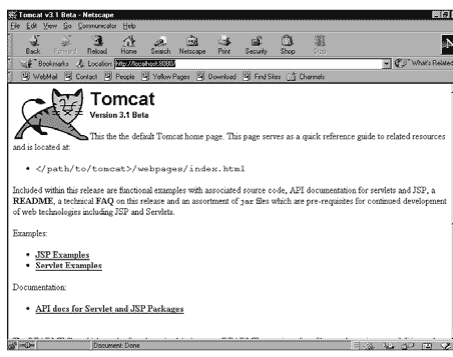 Tomcat v3.1 Beta - Netscape
File Edit View Go Communicator Help
Back Forward Reload Home Search Netscape Print Security Shop Stop
Bookmarks Location: http://localhost:8080/ What's Related
WebMail Contact People Yellow Pages Download Find Sites Channels
Tomcat
Version 3.1 Beta
This the the default Tomcat home page. This page serves as a quick reference guide to related resources
and is located at:
• </path/to/tomcat>/webpages/index.html
Included within this release are functional examples with associated source code, API documentation for servlets and JSP, a
README, a technical FAQ on this release and an assortment of jar files which are pre-requistes for continued development
of web technologies including JSP and Servlets.
Examples:
• JSP Examples
• Servlet Examples
Documentation:
• API docs for Servlet and JSP Packages
Document: Done